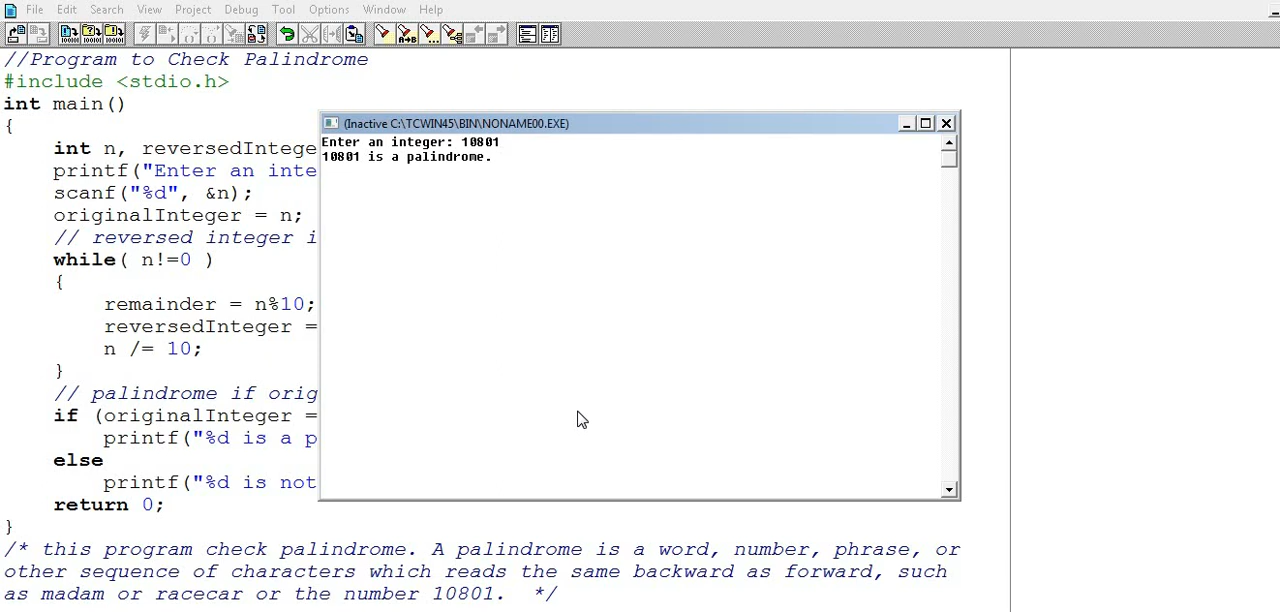 File Edit Search View Project Debug Tool Options Window Help
//Program to Check Palindrome
#include <stdio.h>
int main()
{
int n, reversedIntege
printf("Enter an inte
scanf("%d", &n);
originalInteger = n;
// reversed integer i
while( n!=0 )
{
remainder = n%10;
reversedInteger =
n /= 10;
}
// palindrome if orig
if (originalInteger =
printf("%d is a p
else
printf("%d is not
return 0;
}
/* this program check palindrome. A palindrome is a word, number, phrase, or
other sequence of characters which reads the same backward as forward, such
as madam or racecar or the number 10801.  */
(Inactive C:\TCWIN45\BIN\NONAME00.EXE)
Enter an integer: 10801
10801 is a palindrome.